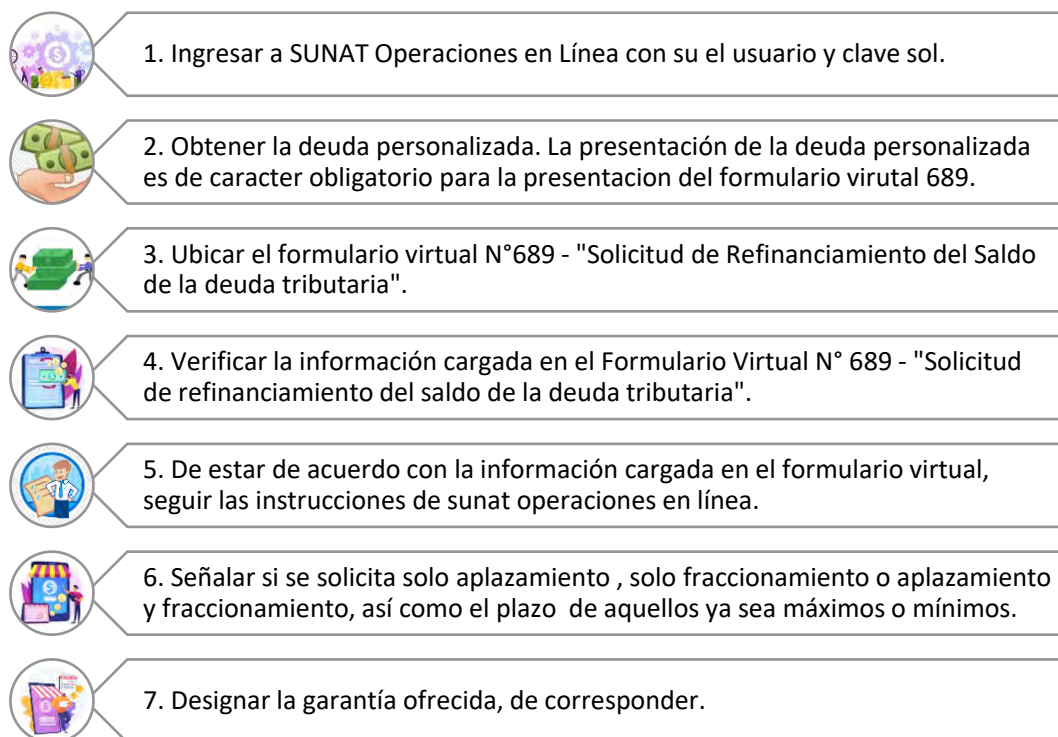 1. Ingresar a SUNAT Operaciones en Línea con su el usuario y clave sol.
2. Obtener la deuda personalizada. La presentación de la deuda personalizada
es de caracter obligatorio para la presentacion del formulario virutal 689.
3. Ubicar el formulario virtual N°689 - "Solicitud de Refinanciamiento del Saldo
de la deuda tributaria".
4. Verificar la información cargada en el Formulario Virtual N° 689 - "Solicitud
de refinanciamiento del saldo de la deuda tributaria".
5. De estar de acuerdo con la información cargada en el formulario virtual,
seguir las instrucciones de sunat operaciones en línea.
6. Señalar si se solicita solo aplazamiento , solo fraccionamiento o aplazamiento
y fraccionamiento, así como el plazo  de aquellos ya sea máximos o mínimos.
7. Designar la garantía ofrecida, de corresponder.